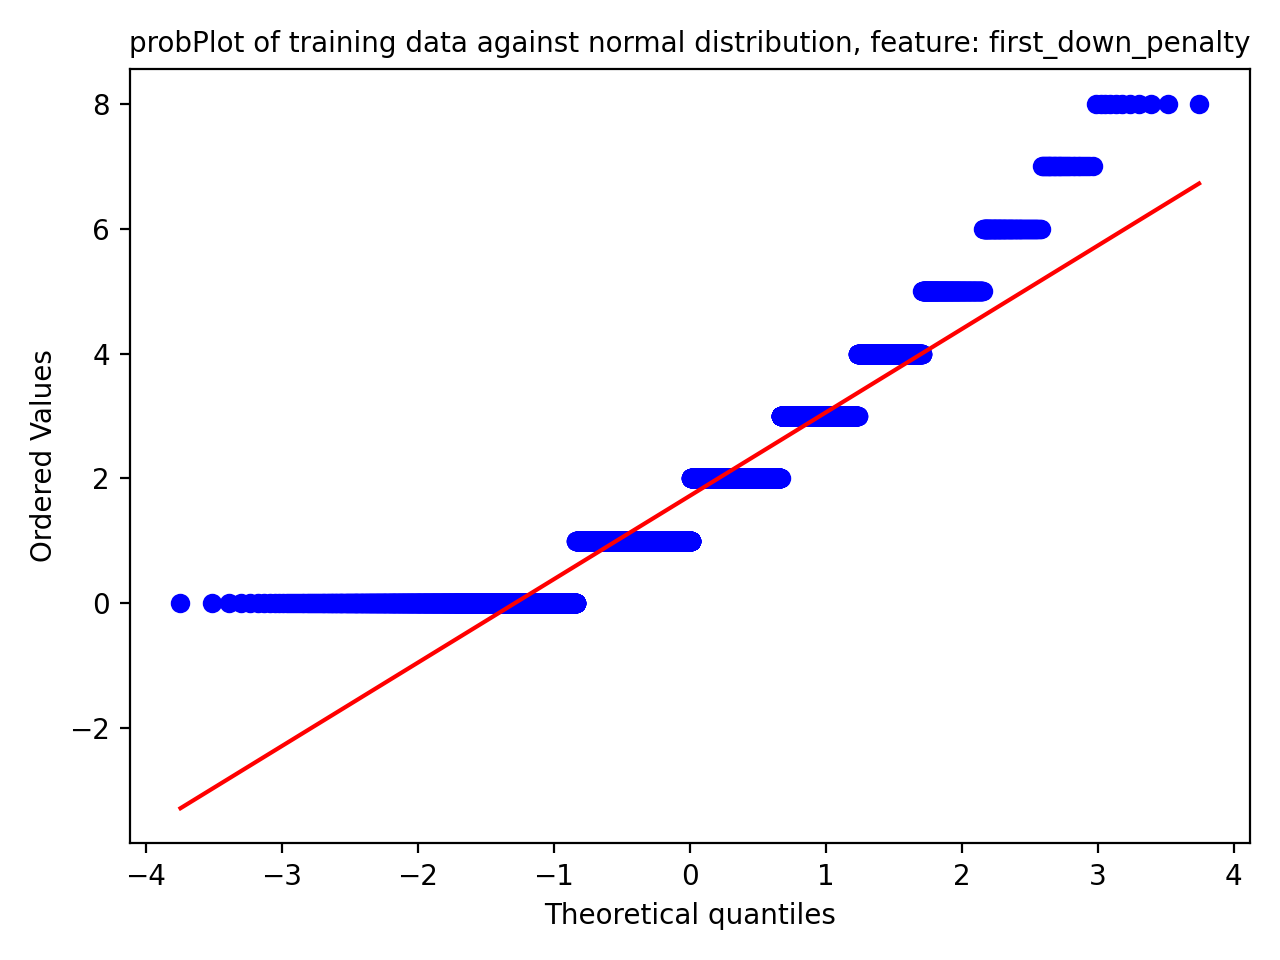 probPlot of training data against normal distribution, feature: first_down_penalty
8
6
4
2
0
−2
Ordered Values
−4 −3 −2 −1 0 1 2 3 4
Theoretical quantiles